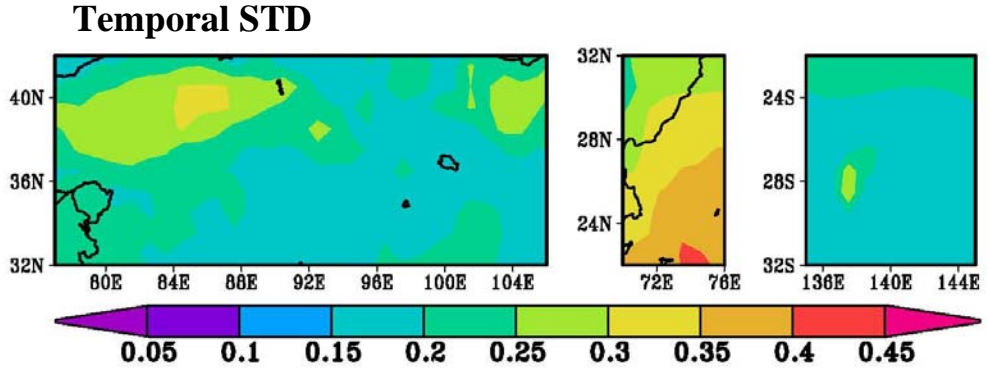 Temporal STD
40N
36N
32N
80E 84E 88E 92E 96E 100E 104E
32N
28N
24N
72E 76E
24S
28S
32S
136E 140E 144E
0.05 0.1 0.15 0.2 0.25 0.3 0.35 0.4 0.45